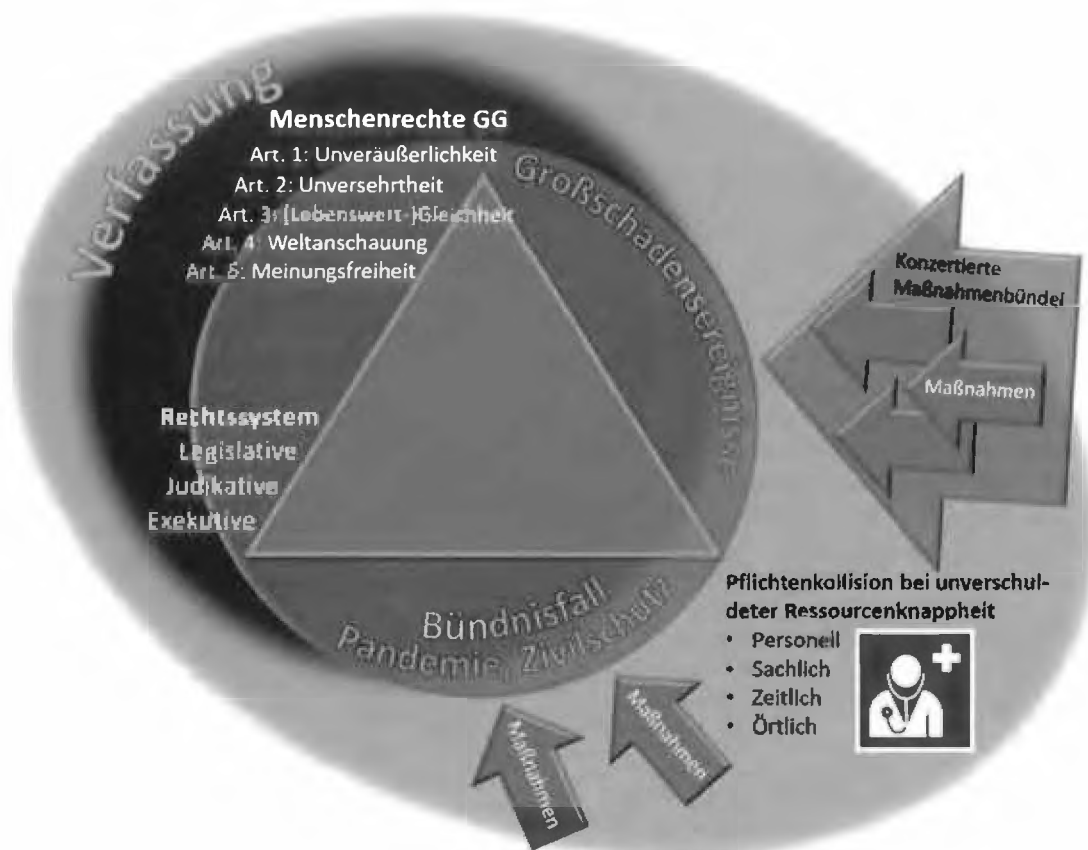 Verfassung
Menschenrechte GG
Art. 1: Unveräußerlichkeit
Art. 2: Unversehrtheit
Art. 3: [Lebenswert-]Gleichheit
Art. 4: Weltanschauung
Art. 5: Meinungsfreiheit
Großschadensereignisse
Konzertierte
Maßnahmenbündel
Maßnahmen
Rechtssystem
Legislative
Judikative
Exekutive
Bündnisfall
Pandemie, Zivilschutz
Pflichtenkollision bei unverschul-
deter Ressourcenknappheit
• Personell
• Sachlich
• Zeitlich
• Örtlich
Maßnahmen
Maßnahmen